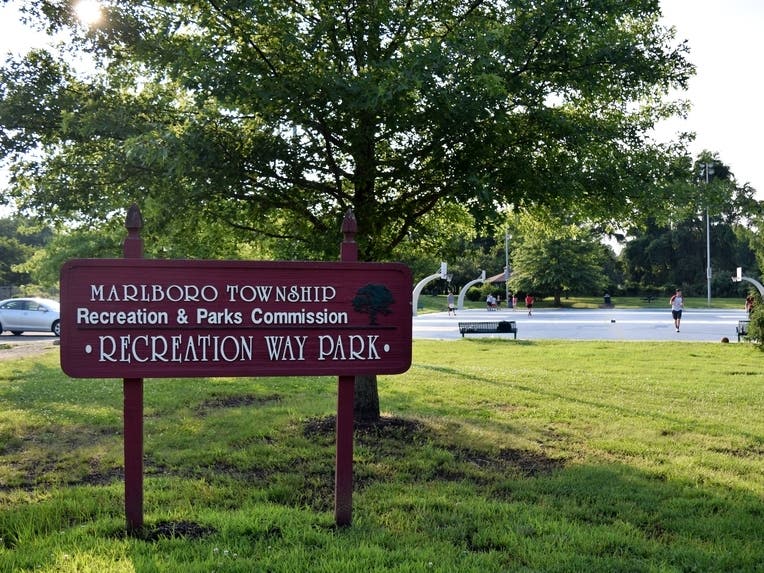 MARLBORO TOWNSHIP
Recreation & Parks Commission
• RECREATION WAY PARK •